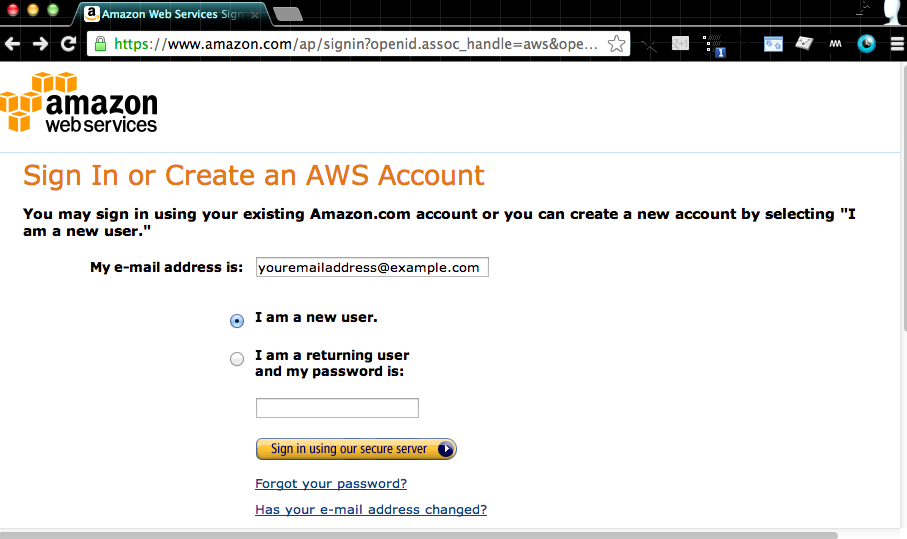 Amazon Web Services Sign
https://www.amazon.com/ap/signin?openid.assoc_handle=aws&ope...
1
amazon
web services
Sign In or Create an AWS Account
You may sign in using your existing Amazon.com account or you can create a new account by selecting "I
am a new user."
My e-mail address is: youremailaddress@example.com
I am a new user.
I am a returning user
and my password is:
Sign in using our secure server
Forgot your password?
Has your e-mail address changed?